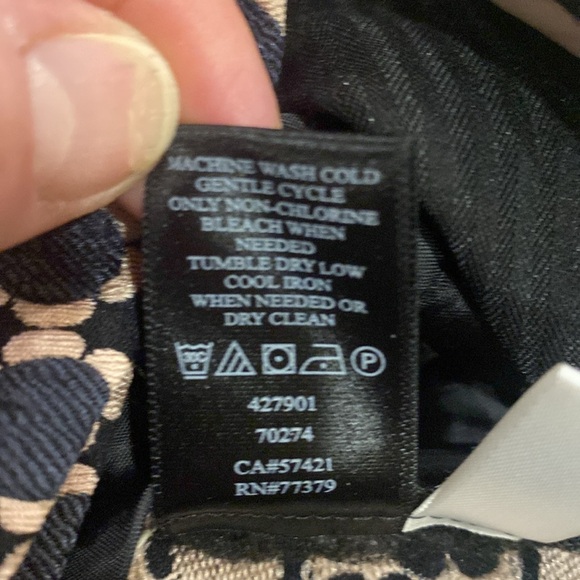 MACHINE WASH COLD
GENTLE CYCLE
ONLY NON-CHLORINE
BLEACH WHEN
NEEDED
TUMBLE DRY LOW
COOL IRON
WHEN NEEDED OR
DRY CLEAN
30C P
427901
70274
CA#57421
RN#77379